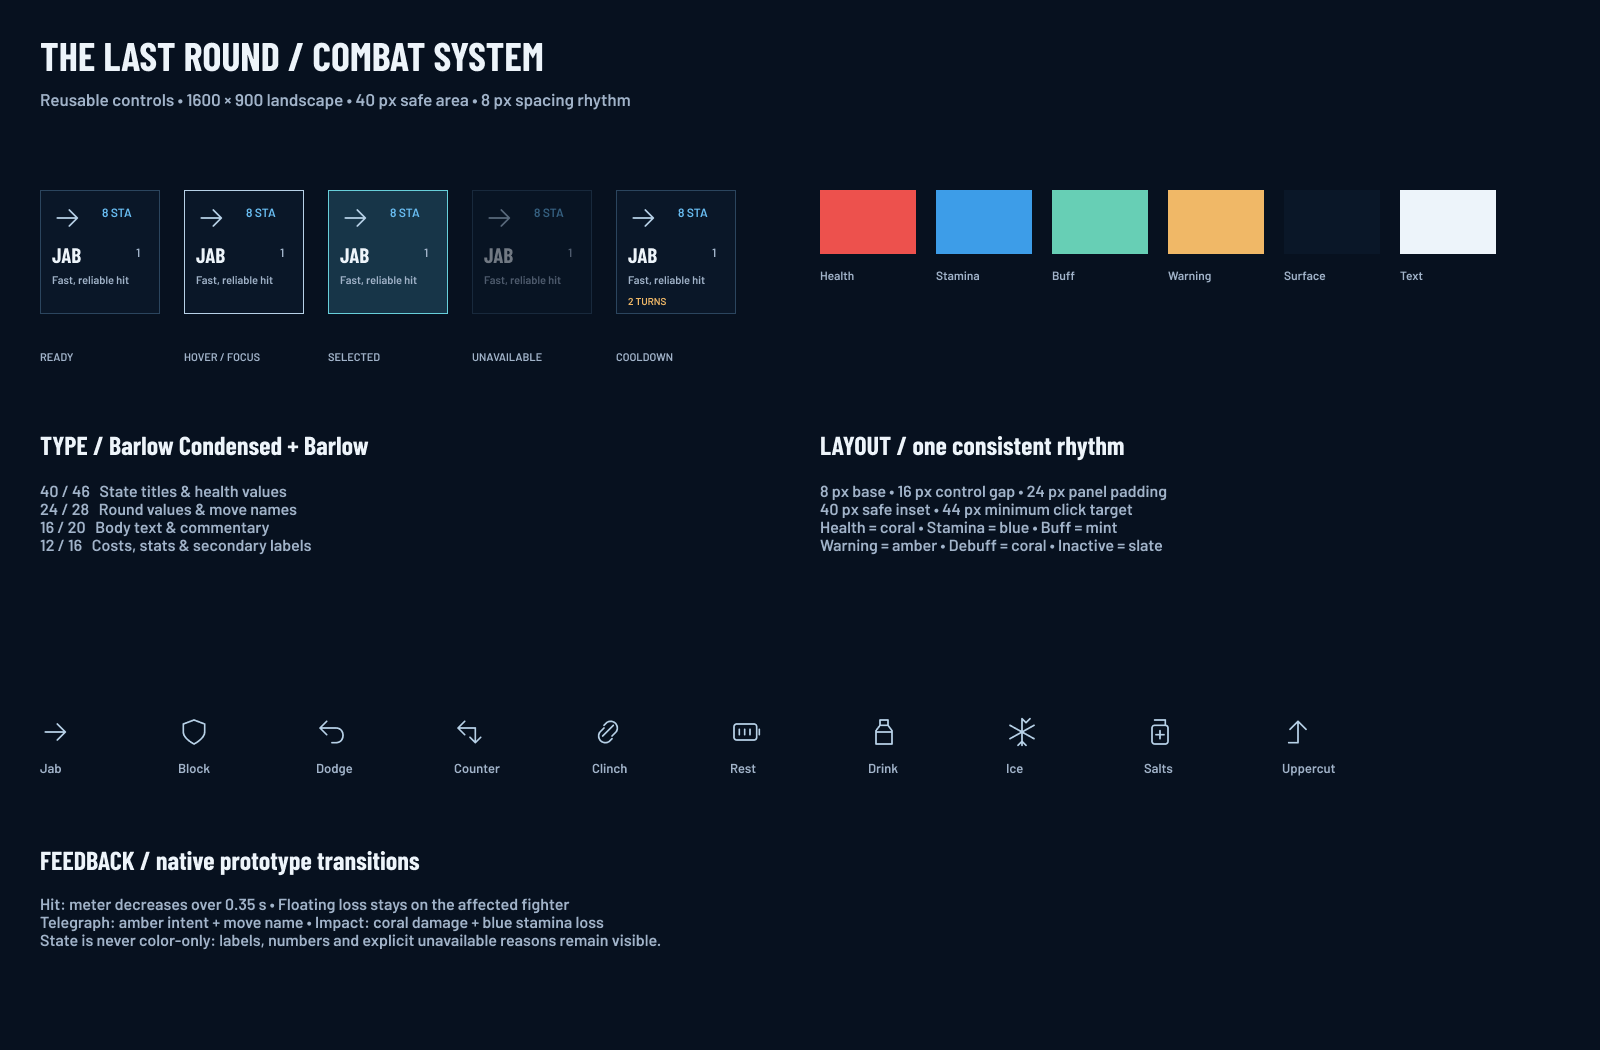 THE LAST ROUND / COMBAT SYSTEM
Reusable controls • 1600 × 900 landscape • 40 px safe area • 8 px spacing rhythm
8 STA
JAB 1
Fast, reliable hit
READY
8 STA
JAB 1
Fast, reliable hit
HOVER / FOCUS
8 STA
JAB 1
Fast, reliable hit
SELECTED
8 STA
JAB 1
Fast, reliable hit
UNAVAILABLE
8 STA
JAB 1
Fast, reliable hit
2 TURNS
COOLDOWN
Health
Stamina
Buff
Warning
Surface
Text
TYPE / Barlow Condensed + Barlow
40 / 46 State titles & health values
24 / 28 Round values & move names
16 / 20 Body text & commentary
12 / 16 Costs, stats & secondary labels
LAYOUT / one consistent rhythm
8 px base • 16 px control gap • 24 px panel padding
40 px safe inset • 44 px minimum click target
Health = coral • Stamina = blue • Buff = mint
Warning = amber • Debuff = coral • Inactive = slate
Jab
Block
Dodge
Counter
Clinch
Rest
Drink
Ice
Salts
Uppercut
FEEDBACK / native prototype transitions
Hit: meter decreases over 0.35 s • Floating loss stays on the affected fighter
Telegraph: amber intent + move name • Impact: coral damage + blue stamina loss
State is never color-only: labels, numbers and explicit unavailable reasons remain visible.